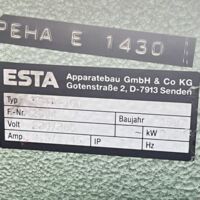 PEHA E 1430
ESTA Apparatebau GmbH & Co KG
Gotenstraße 2, D-7913 Senden
Typ
F.-Nr. Baujahr
Volt ~ kW
Amp. IP Hz